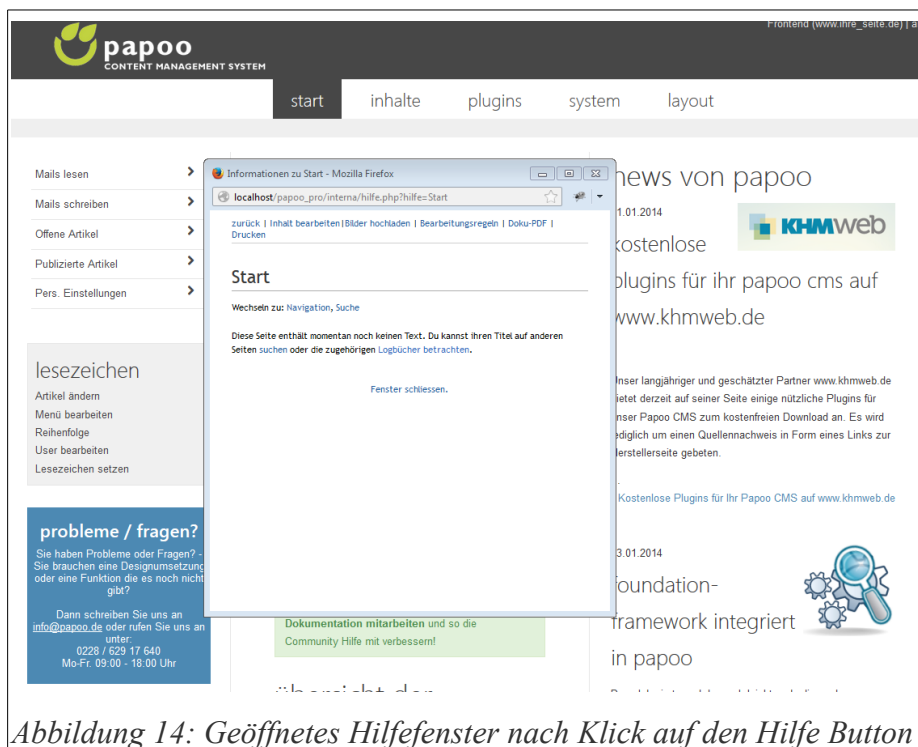 Frontend (www.ihre_seite.de) | a
papoo
CONTENT MANAGEMENT SYSTEM
start inhalte plugins system layout
Mails lesen
Mails schreiben
Offene Artikel
Publizierte Artikel
Pers. Einstellungen
lesezeichen
Artikel ändern
Menü bearbeiten
Reihenfolge
User bearbeiten
Lesezeichen setzen
probleme / fragen?
Sie haben Probleme oder Fragen? -
Sie brauchen eine Designumsetzung
oder eine Funktion die es noch nicht
gibt?
Dann schreiben Sie uns an
info@papoo.de oder rufen Sie uns an
unter:
0228 / 629 17 640
Mo-Fr. 09:00 - 18:00 Uhr
Informationen zu Start - Mozilla Firefox
localhost/papoo_pro/interna/hilfe.php?hilfe=Start
zurück | Inhalt bearbeiten|Bilder hochladen | Bearbeitungsregeln | Doku-PDF |
Drucken
Start
Wechseln zu: Navigation, Suche
Diese Seite enthält momentan noch keinen Text. Du kannst ihren Titel auf anderen
Seiten suchen oder die zugehörigen Logbücher betrachten.
Fenster schliessen.
Dokumentation mitarbeiten und so die
Community Hilfe mit verbessern!
news von papoo
1.01.2014
KHMweb
kostenlose
plugins für ihr papoo cms auf
www.khmweb.de
Unser langjähriger und geschätzter Partner www.khmweb.de
ietet derzeit auf seiner Seite einige nützliche Plugins für
nser Papoo CMS zum kostenfreien Download an. Es wird
ediglich um einen Quellennachweis in Form eines Links zur
erstellerseite gebeten.
Kostenlose Plugins für Ihr Papoo CMS auf www.khmweb.de
3.01.2014
foundation-
framework integriert
in papoo
Abbildung 14: Geöffnetes Hilfefenster nach Klick auf den Hilfe Button